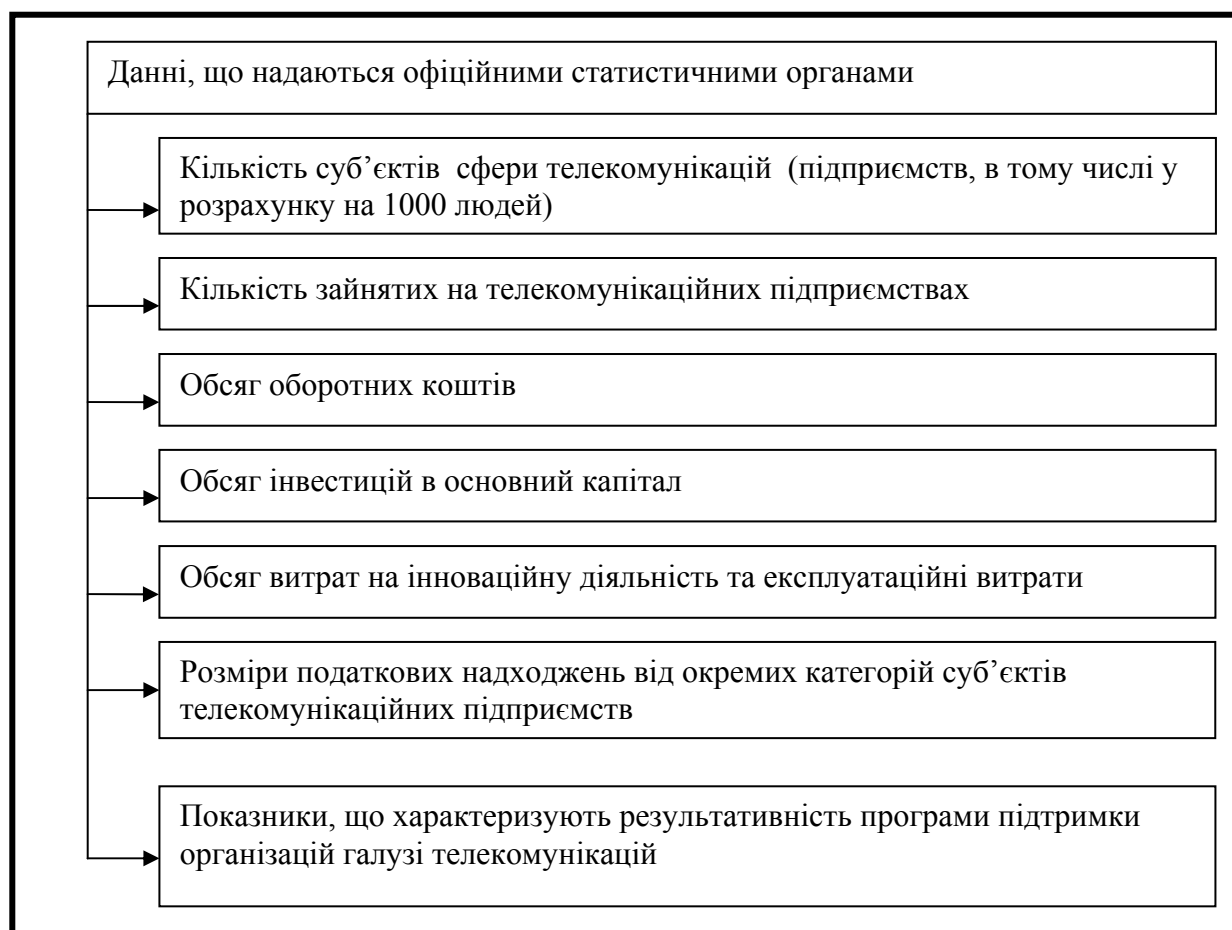 Данні, що надаються офіційними статистичними органами
Кількість суб’єктів сфери телекомунікацій (підприємств, в тому числі у
розрахунку на 1000 людей)
Кількість зайнятих на телекомунікаційних підприємствах
Обсяг оборотних коштів
Обсяг інвестицій в основний капітал
Обсяг витрат на інноваційну діяльність та експлуатаційні витрати
Розміри податкових надходжень від окремих категорій суб’єктів
телекомунікаційних підприємств
Показники, що характеризують результативність програми підтримки
організацій галузі телекомунікацій